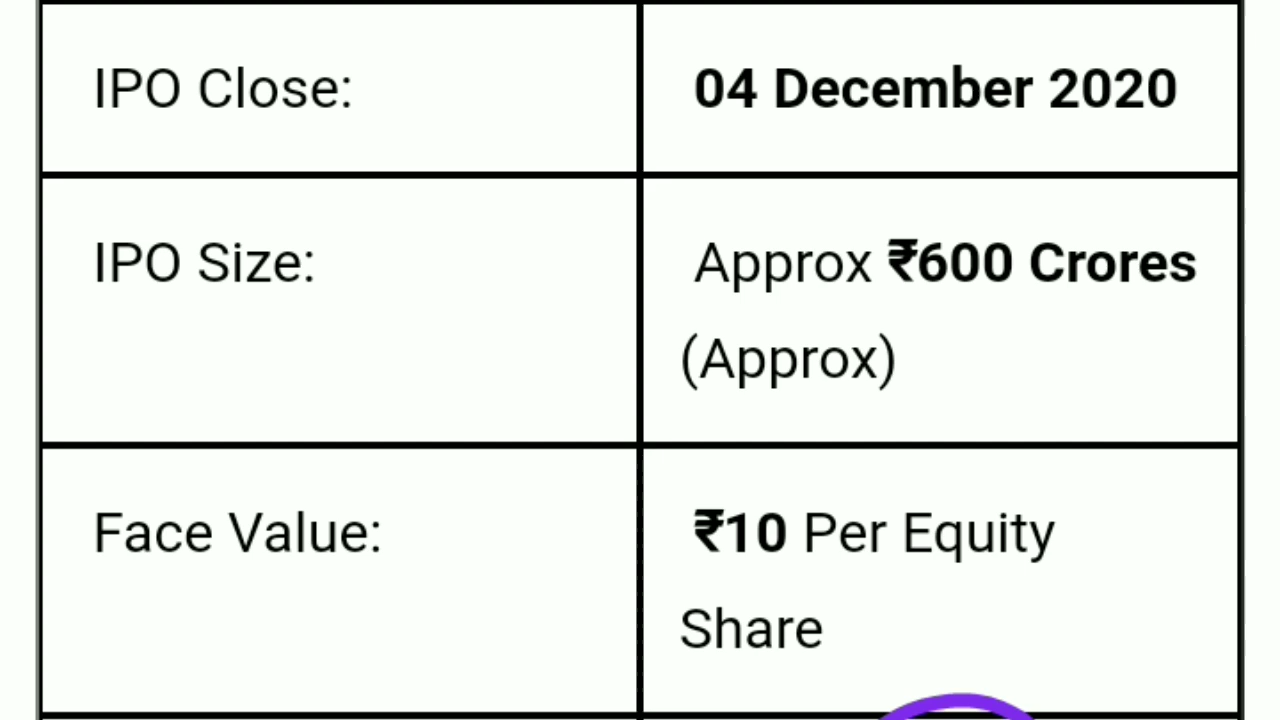 IPO Close:
04 December 2020
IPO Size:
Approx ₹600 Crores
(Approx)
Face Value:
₹10 Per Equity
Share